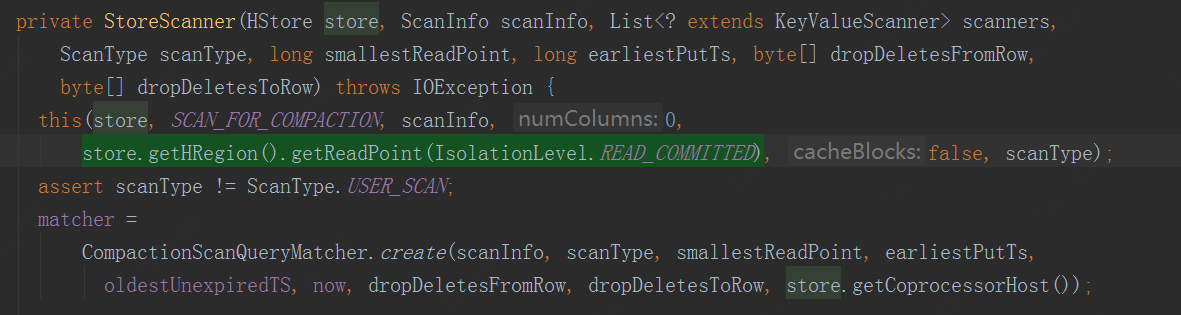 private StoreScanner(HStore store, ScanInfo scanInfo, List<? extends KeyValueScanner> scanners,
ScanType scanType, long smallestReadPoint, long earliestPutTs, byte[] dropDeletesFromRow,
byte[] dropDeletesToRow) throws IOException {
this(store, SCAN_FOR_COMPACTION, scanInfo, numColumns: 0,
store.getHRegion().getReadPoint(IsolationLevel.READ_COMMITTED), cacheBlocks: false, scanType);
assert scanType != ScanType.USER_SCAN;
matcher =
CompactionScanQueryMatcher.create(scanInfo, scanType, smallestReadPoint, earliestPutTs,
oldestUnexpiredTS, now, dropDeletesFromRow, dropDeletesToRow, store.getCoprocessorHost());